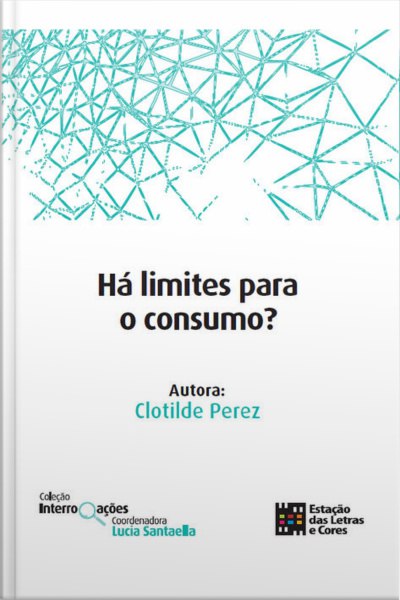 Há limites para
o consumo?
Autora:
Clotilde Perez
Coleção
Interrogações
Coordenadora
Lucia Santaella
Estação
das Letras
e Cores